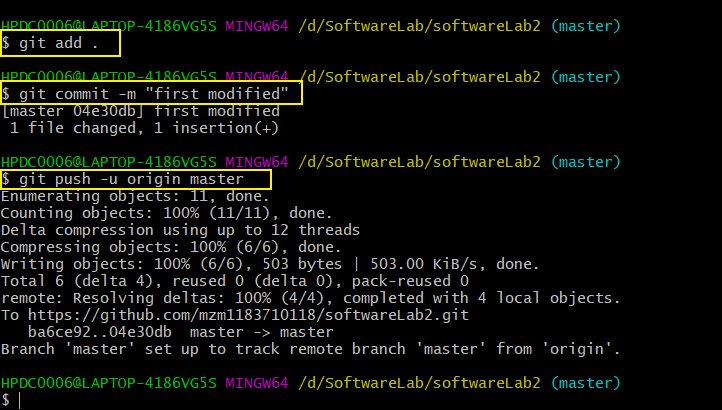 HPDC0006@LAPTOP-4186VG5S MINGW64 /d/SoftwareLab/softwareLab2 (master)
$ git add .
HPDC0006@LAPTOP-4186VG5S MINGW64 /d/SoftwareLab/softwareLab2 (master)
$ git commit -m "first modified"
[master 04e30db] first modified
 1 file changed, 1 insertion(+)
HPDC0006@LAPTOP-4186VG5S MINGW64 /d/SoftwareLab/softwareLab2 (master)
$ git push -u origin master
Enumerating objects: 11, done.
Counting objects: 100% (11/11), done.
Delta compression using up to 12 threads
Compressing objects: 100% (6/6), done.
Writing objects: 100% (6/6), 503 bytes | 503.00 KiB/s, done.
Total 6 (delta 4), reused 0 (delta 0), pack-reused 0
remote: Resolving deltas: 100% (4/4), completed with 4 local objects.
To https://github.com/mzm1183710118/softwareLab2.git
   ba6ce92..04e30db  master -> master
Branch 'master' set up to track remote branch 'master' from 'origin'.
HPDC0006@LAPTOP-4186VG5S MINGW64 /d/SoftwareLab/softwareLab2 (master)
$